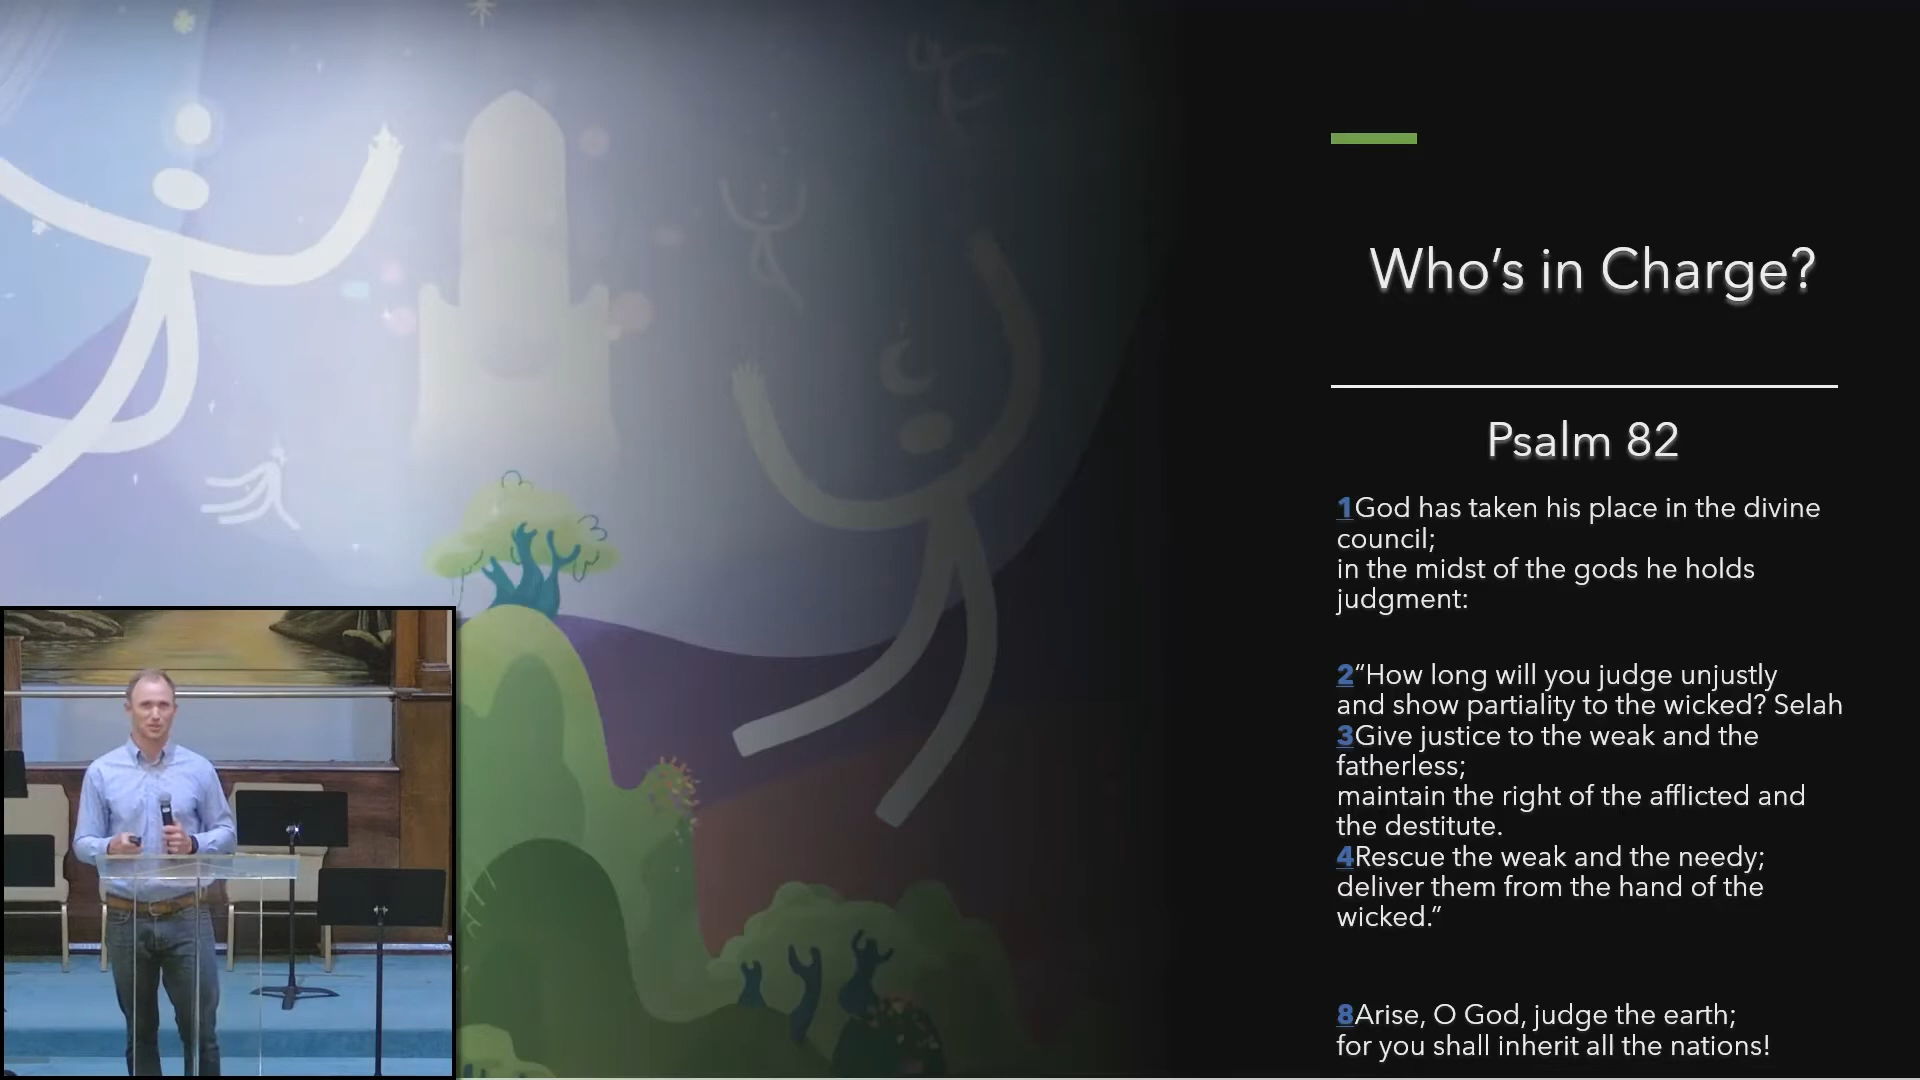 Who’s in Charge?
Psalm 82
1God has taken his place in the divine
council;
in the midst of the gods he holds
judgment:
2“How long will you judge unjustly
and show partiality to the wicked? Selah
3Give justice to the weak and the
fatherless;
maintain the right of the afflicted and
the destitute.
4Rescue the weak and the needy;
deliver them from the hand of the
wicked.”
8Arise, O God, judge the earth;
for you shall inherit all the nations!